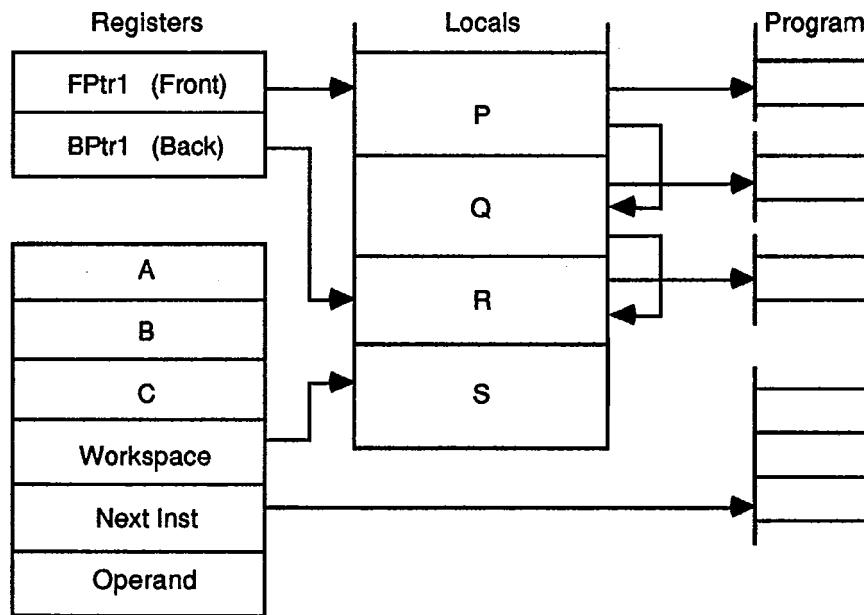 Registers
Locals
Program
FPtr1 (Front)
BPtr1 (Back)
P
Q
R
S
A
B
C
Workspace
Next Inst
Operand